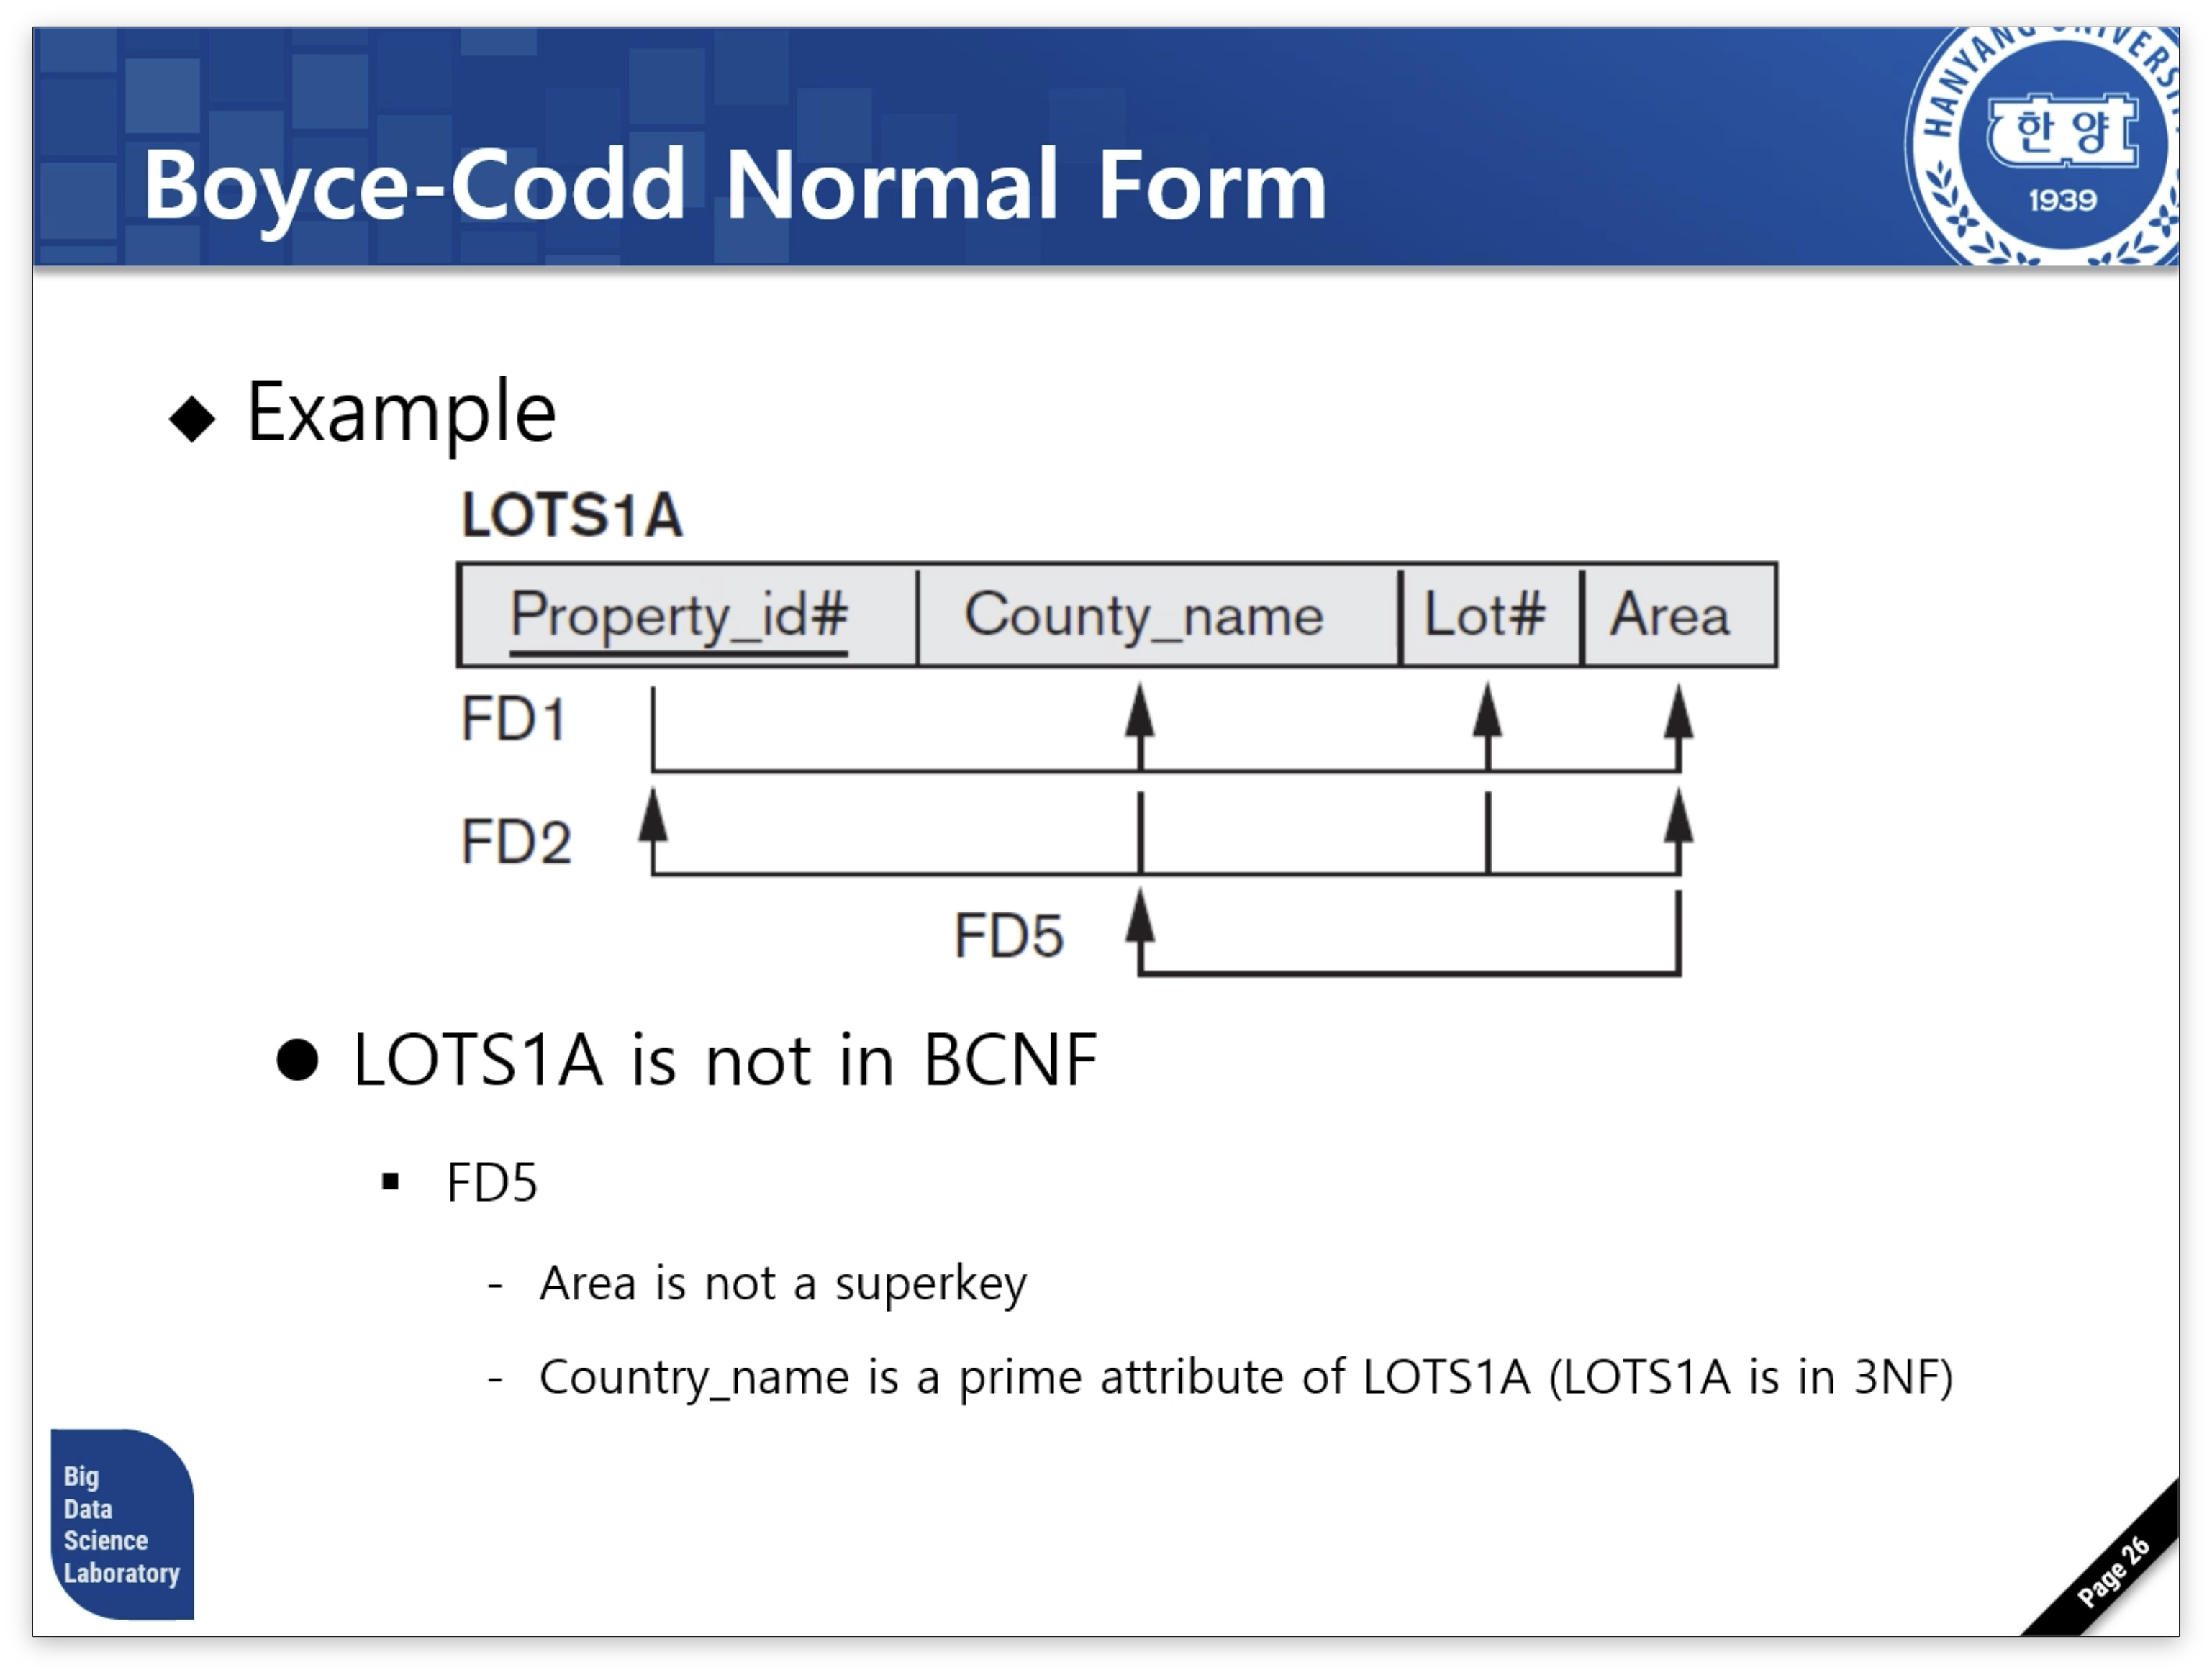 HANYANG UNIVERSITY
한양
1939
Boyce-Codd Normal Form
Example
LOTS1A
Property_id# County_name Lot# Area
FD1
FD2
FD5
LOTS1A is not in BCNF
FD5
- Area is not a superkey
- Country_name is a prime attribute of LOTS1A (LOTS1A is in 3NF)
Big
Data
Science
Laboratory
Page 26